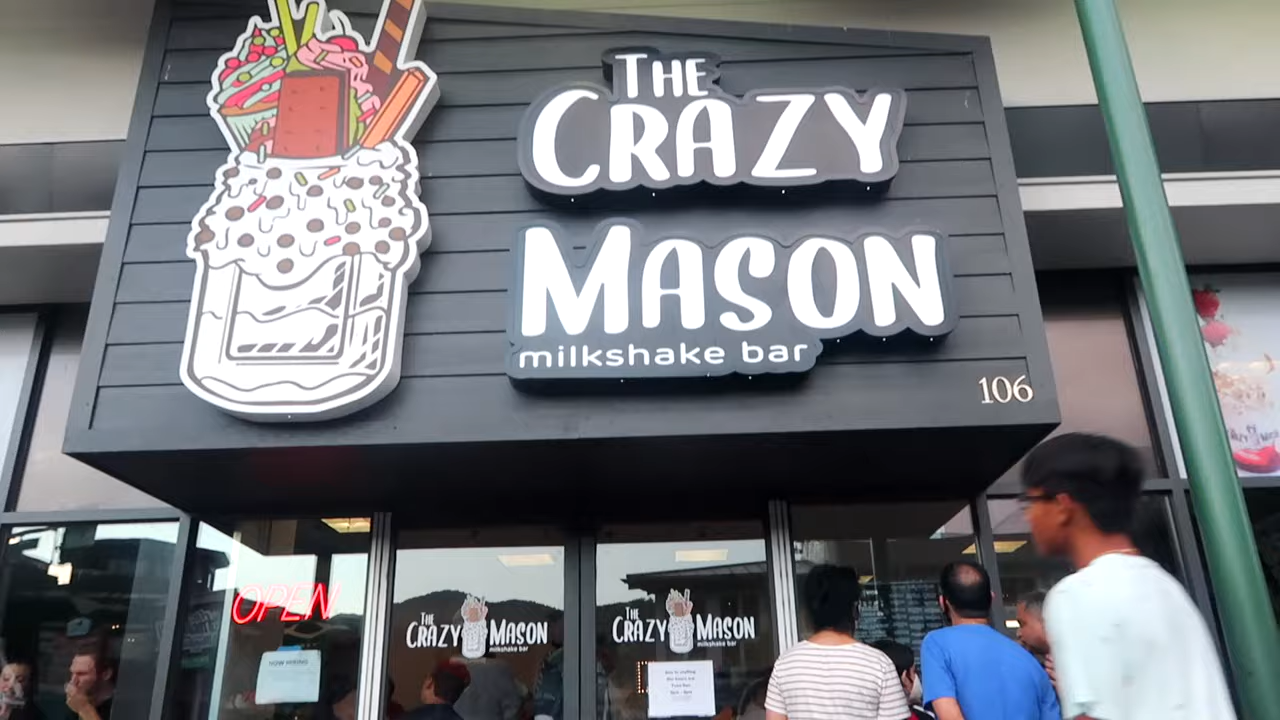 THE
CRAZY
MASON
milkshake bar
106
OPEN
NOW HIRING
THE
CRAZY MASON
milkshake bar
THE
CRAZY MASON
milkshake bar